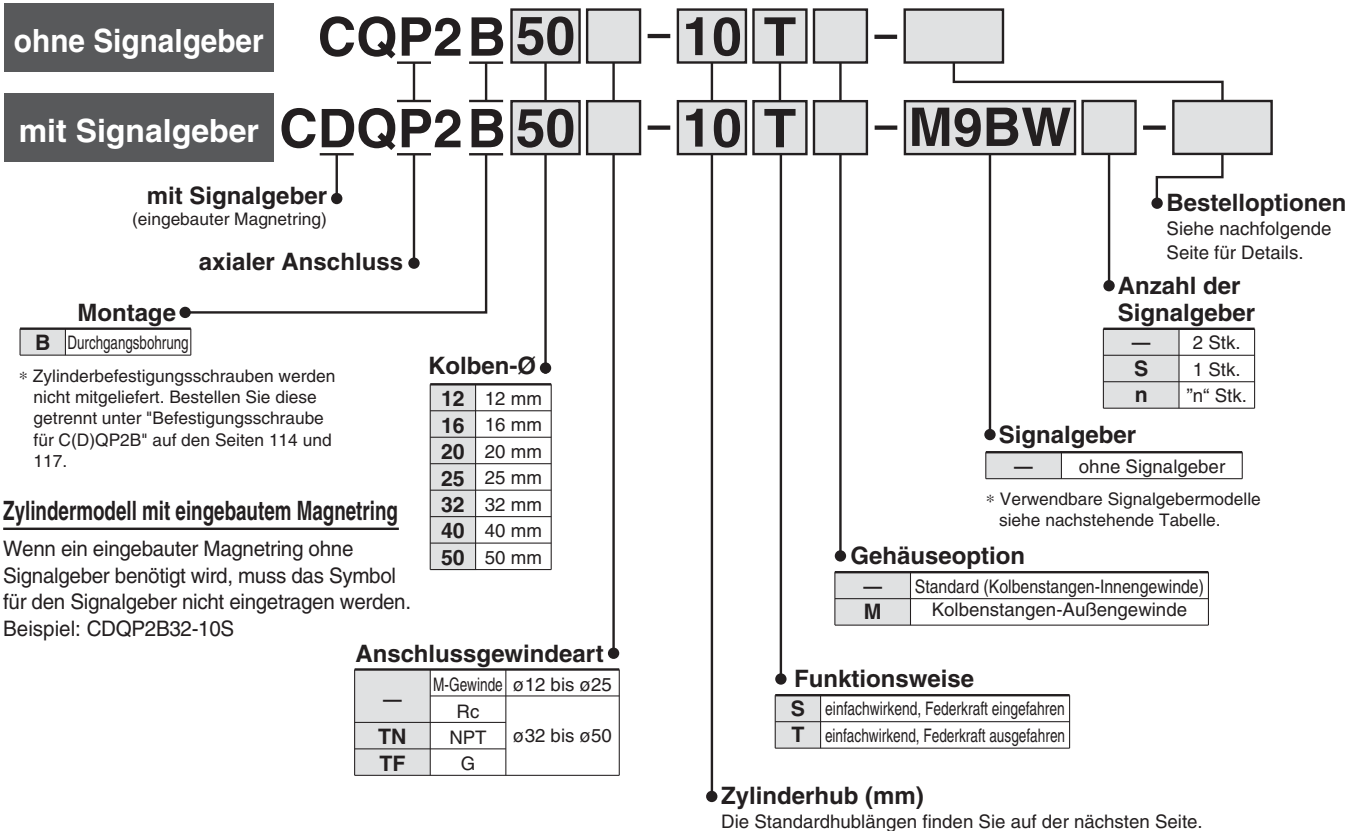 ohne Signalgeber CQP2B50 -10T -
mit Signalgeber CDQP2B50 -10T -M9BW -
mit Signalgeber
(eingebauter Magnetring)
axialer Anschluss
Montage
B Durchgangsbohrung
* Zylinderbefestigungsschrauben werden
nicht mitgeliefert. Bestellen Sie diese
getrennt unter "Befestigungsschraube
für C(D)QP2B" auf den Seiten 114 und
117.
Zylindermodell mit eingebautem Magnetring
Wenn ein eingebauter Magnetring ohne
Signalgeber benötigt wird, muss das Symbol
für den Signalgeber nicht eingetragen werden.
Beispiel: CDQP2B32-10S
Kolben-Ø
12 12 mm
16 16 mm
20 20 mm
25 25 mm
32 32 mm
40 40 mm
50 50 mm
Anschlussgewindeart
— M-Gewinde ø12 bis ø25
Rc
TN NPT ø32 bis ø50
TF G
Bestelloptionen
Siehe nachfolgende
Seite für Details.
Anzahl der
Signalgeber
— 2 Stk.
S 1 Stk.
n ”n“ Stk.
Signalgeber
— ohne Signalgeber
* Verwendbare Signalgebermodelle
siehe nachstehende Tabelle.
Gehäuseoption
— Standard (Kolbenstangen-Innengewinde)
M Kolbenstangen-Außengewinde
Funktionsweise
S einfachwirkend, Federkraft eingefahren
T einfachwirkend, Federkraft ausgefahren
Zylinderhub (mm)
Die Standardhublängen finden Sie auf der nächsten Seite.